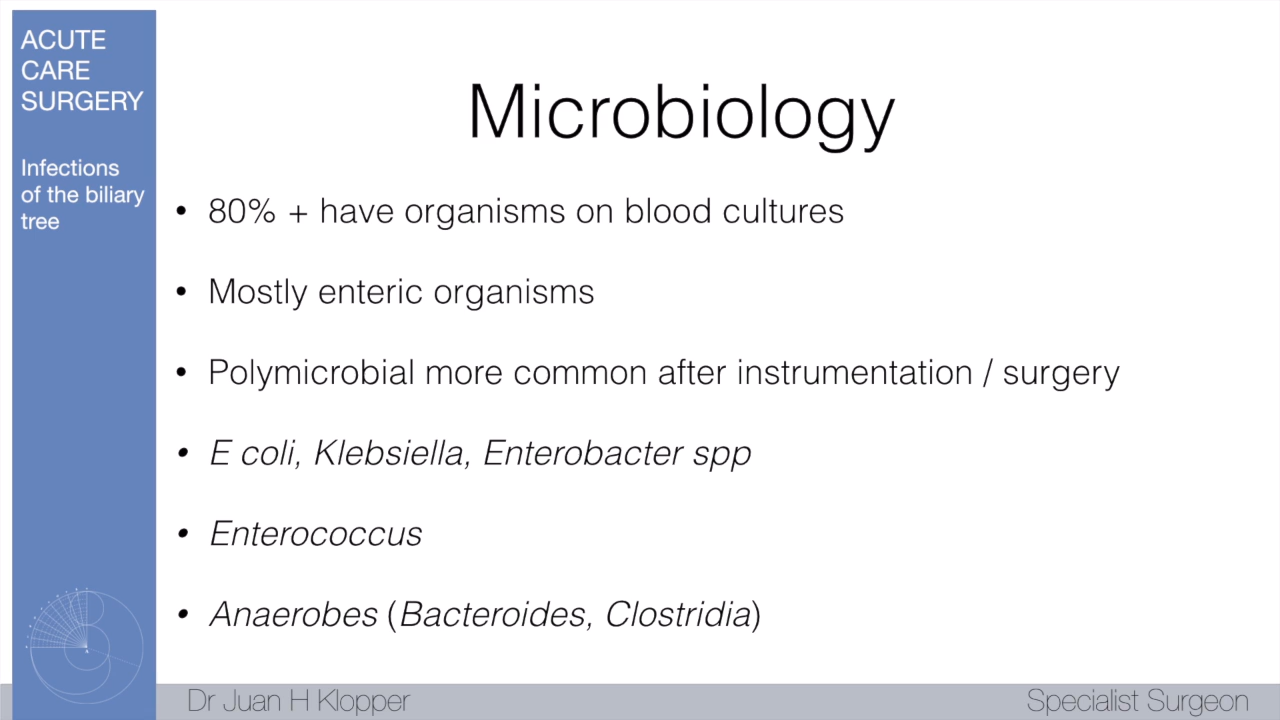 ACUTE
CARE
SURGERY
Infections
of the biliary
tree
Microbiology
• 80% + have organisms on blood cultures
• Mostly enteric organisms
• Polymicrobial more common after instrumentation / surgery
• E coli, Klebsiella, Enterobacter spp
• Enterococcus
• Anaerobes (Bacteroides, Clostridia)
Dr Juan H Klopper
Specialist Surgeon